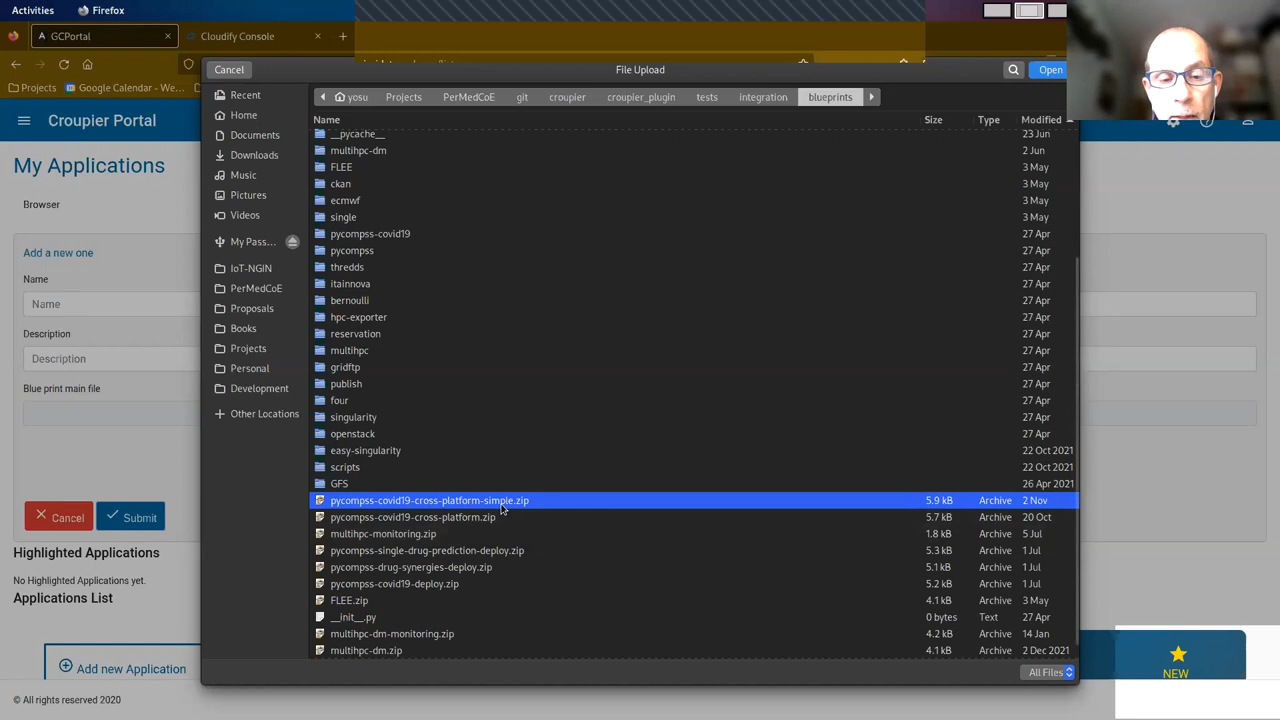 Activities Firefox
GCPortal × Cloudify Console × +
Cancel File Upload Open
Projects Google Calendar - We...
yosu Projects PerMedCoE git croupier croupier_plugin tests integration blueprints
Recent
Home
Documents
Downloads
Music
Pictures
Videos
My Pass...
IoT-NGIN
PerMedCoE
Proposals
Books
Projects
Personal
Development
+ Other Locations
Name Size Type Modified
__pycache__ 23 Jun
multihpc-dm 2 Jun
FLEE 3 May
ckan 3 May
ecmwf 3 May
single 3 May
pycompss-covid19 27 Apr
pycompss 27 Apr
thredds 27 Apr
itainnova 27 Apr
bernoulli 27 Apr
hpc-exporter 27 Apr
reservation 27 Apr
multihpc 27 Apr
gridftp 27 Apr
publish 27 Apr
four 27 Apr
singularity 27 Apr
openstack 27 Apr
easy-singularity 22 Oct 2021
scripts 22 Oct 2021
GFS 26 Apr 2021
pycompss-covid19-cross-platform-simple.zip 5.9 kB Archive 2 Nov
pycompss-covid19-cross-platform.zip 5.7 kB Archive 20 Oct
multihpc-monitoring.zip 1.8 kB Archive 5 Jul
pycompss-single-drug-prediction-deploy.zip 5.3 kB Archive 1 Jul
pycompss-drug-synergies-deploy.zip 5.1 kB Archive 1 Jul
pycompss-covid19-deploy.zip 5.2 kB Archive 1 Jul
FLEE.zip 4.1 kB Archive 3 May
__init__.py 0 bytes Text 27 Apr
multihpc-dm-monitoring.zip 4.2 kB Archive 14 Jan
multihpc-dm.zip 4.1 kB Archive 2 Dec 2021
All Files
Croupier Portal
My Applications
Browser
Add a new one
Name
Name
Description
Description
Blue print main file
× Cancel Submit
Highlighted Applications
No Highlighted Applications yet.
Applications List
Add new Application
NEW
© All rights reserved 2020